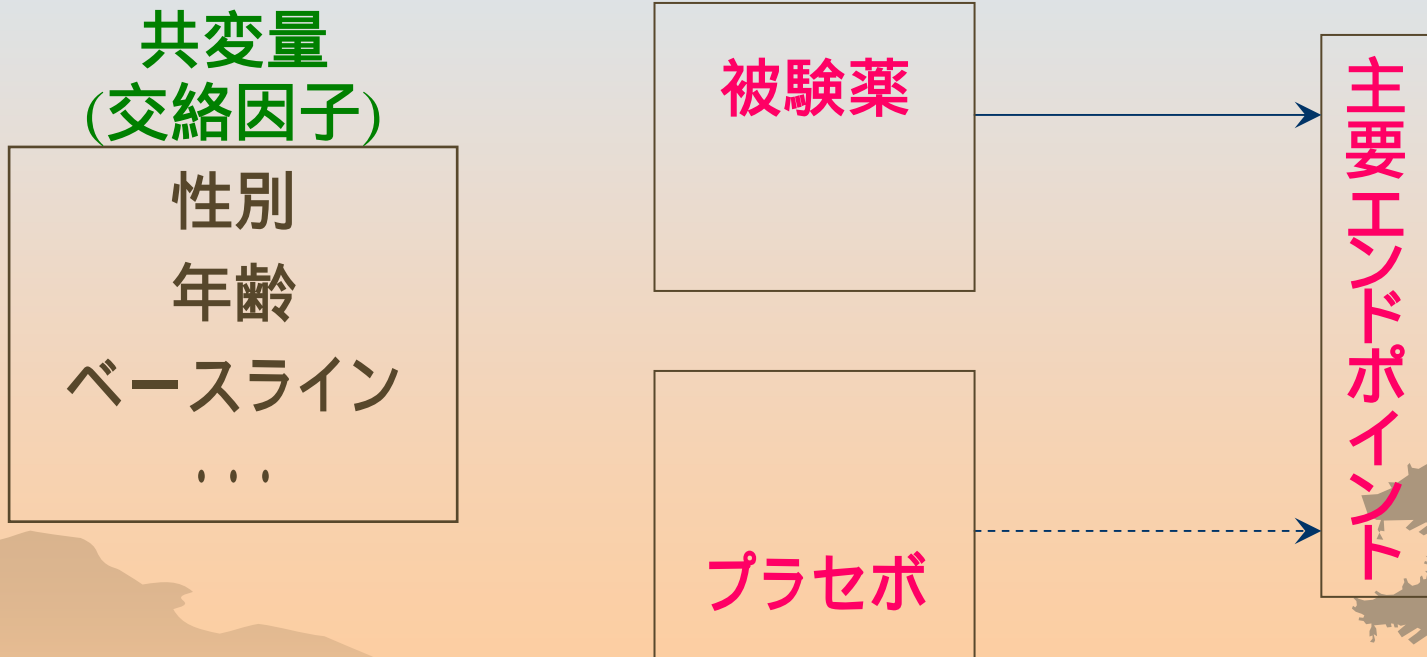 共変量
(交絡因子)
性別
年齢
ベースライン
・・・
被験薬
プラセボ
主要エンドポイント